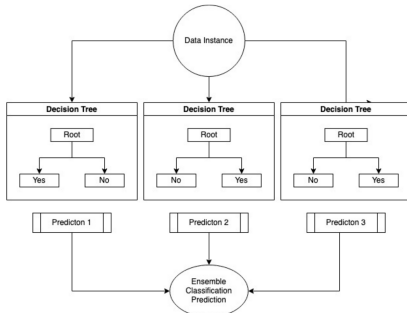 Data Instance
Decision Tree
Decision Tree
Decision Tree
Root
Root
Root
Yes
No
No
Yes
No
Yes
Predicton 1
Predicton 2
Predicton 3
Ensemble
Classification
Prediction